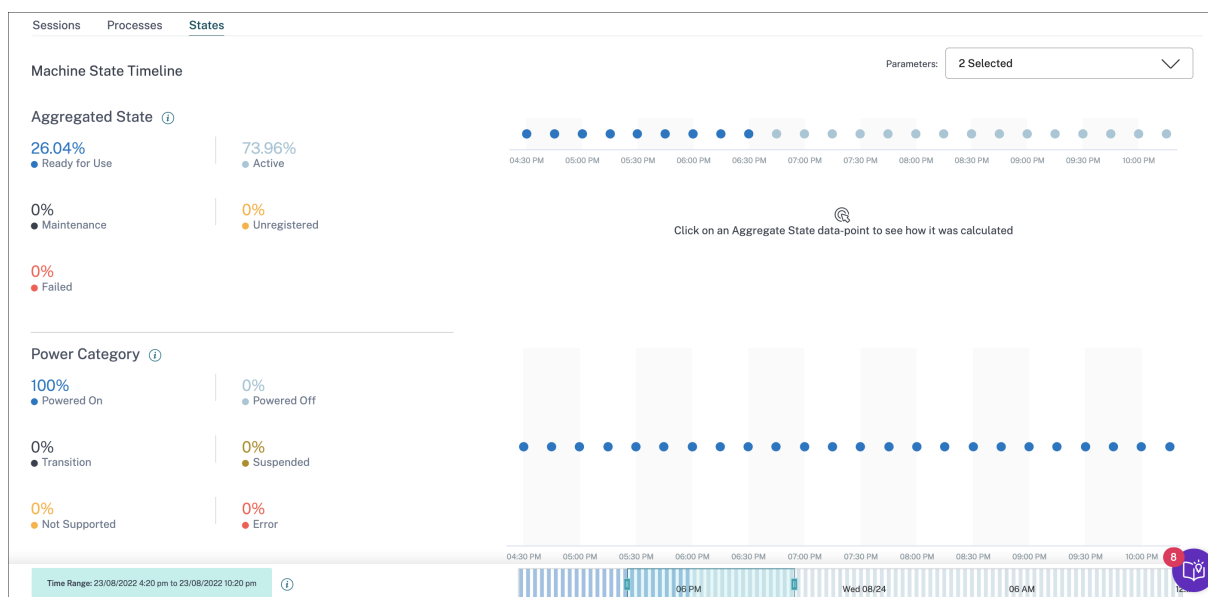 Sessions Processes States
Machine State Timeline
Parameters: 2 Selected
Aggregated State
26.04%
Ready for Use
73.96%
Active
0%
Maintenance
0%
Unregistered
0%
Failed
04:30 PM 05:00 PM 05:30 PM 06:00 PM 06:30 PM 07:00 PM 07:30 PM 08:00 PM 08:30 PM 09:00 PM 09:30 PM 10:00 PM
Click on an Aggregate State data-point to see how it was calculated
Power Category
100%
Powered On
0%
Powered Off
0%
Transition
0%
Suspended
0%
Not Supported
0%
Error
04:30 PM 05:00 PM 05:30 PM 06:00 PM 06:30 PM 07:00 PM 07:30 PM 08:00 PM 08:30 PM 09:00 PM 09:30 PM 10:00 PM
8
Time Range: 23/08/2022 4:20 pm to 23/08/2022 10:20 pm
06 PM Wed 08/24 06 AM